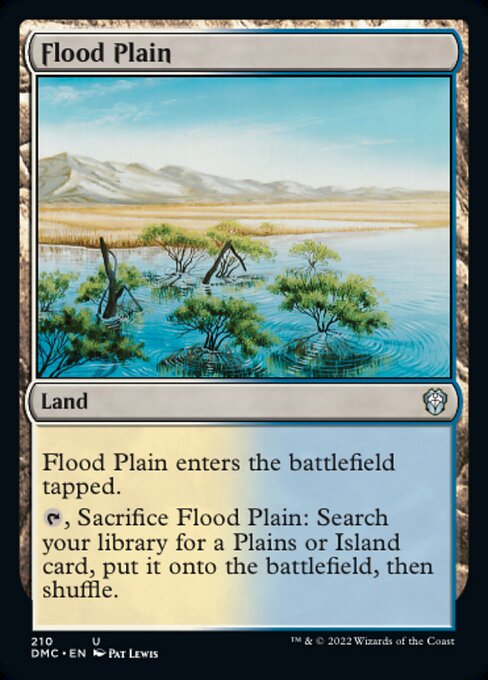 Flood Plain
Land
Flood Plain enters the battlefield
tapped.
, Sacrifice Flood Plain: Search
your library for a Plains or Island
card, put it onto the battlefield, then
shuffle.
210 U
™ & © 2022 Wizards of the Coast
DMC • EN Pat Lewis